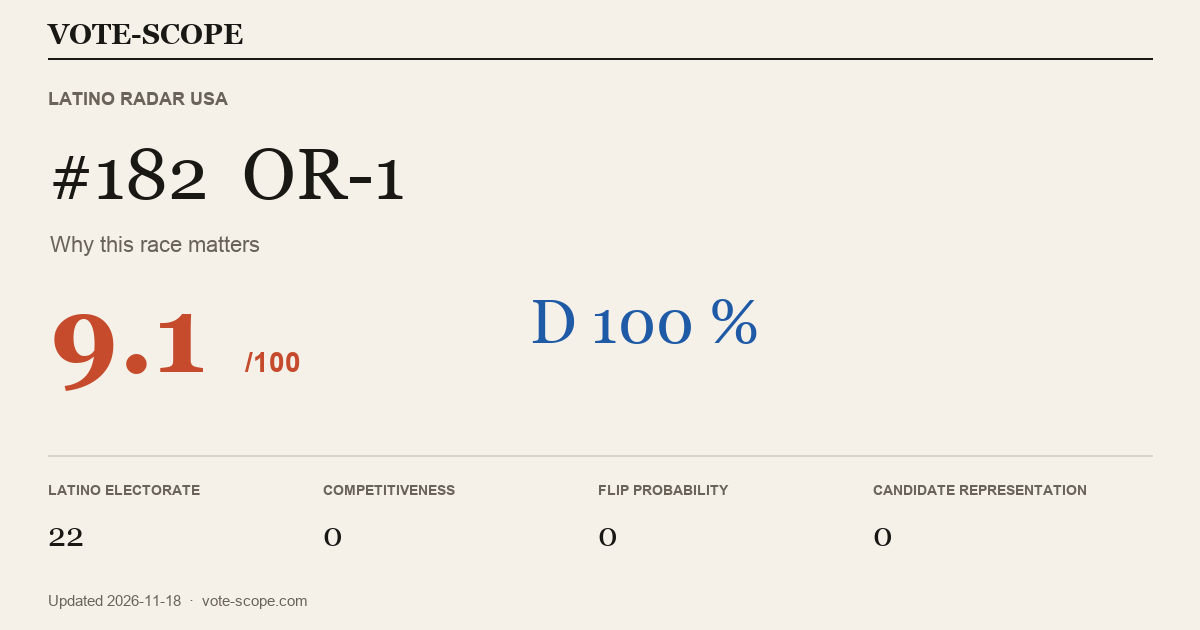 VOTE-SCOPE
LATINO RADAR USA
#182 OR-1
Why this race matters
9.1 /100
D 100 %
LATINO ELECTORATE COMPETITIVENESS FLIP PROBABILITY CANDIDATE REPRESENTATION
22 0 0 0
Updated 2026-11-18 · vote-scope.com